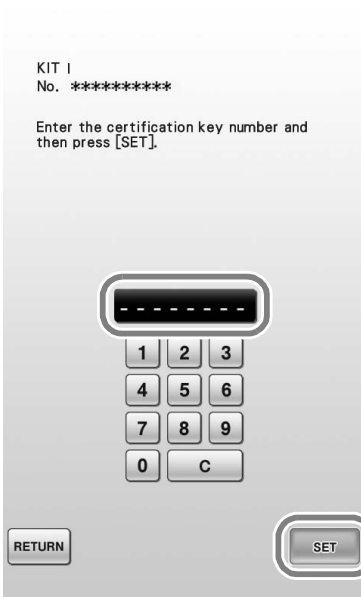 KIT I
No. **********
Enter the certification key number and
then press [SET].
- - - - - - - -
1 2 3
4 5 6
7 8 9
0 C
RETURN SET